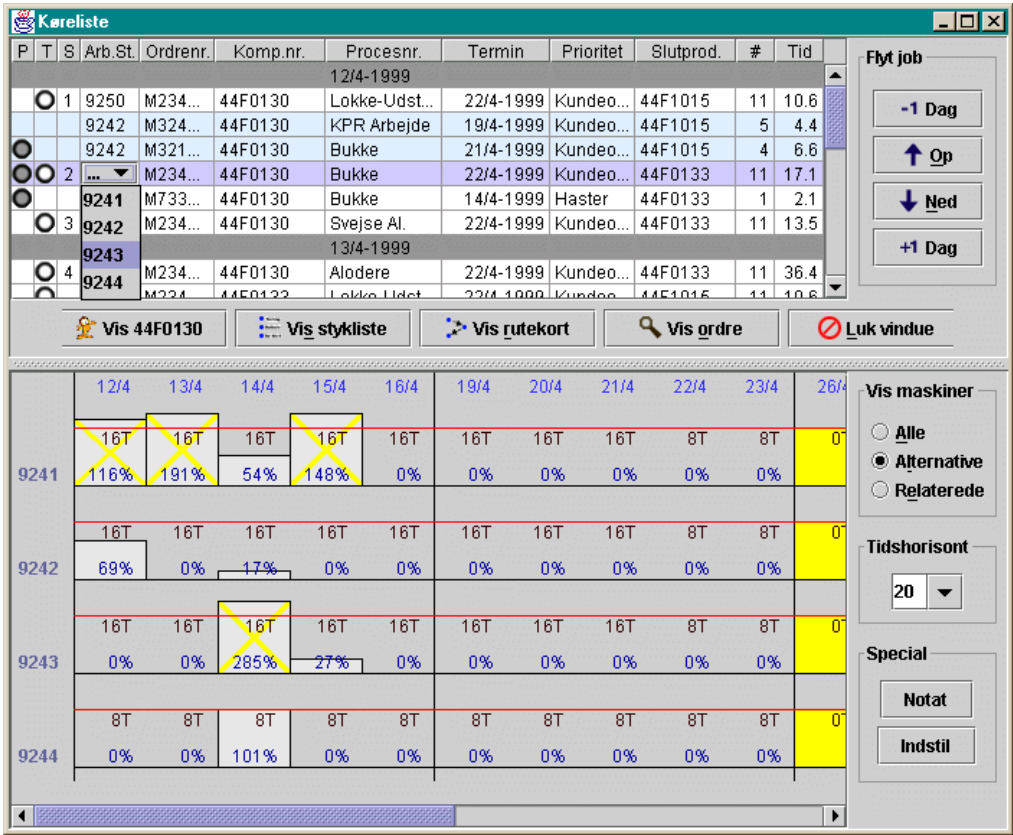 Køreliste
P T S Arb.St. Ordrenr. Komp.nr. Procesnr. Termin Prioritet Slutprod. # Tid
12/4-1999
1 9250 M234... 44F0130 Lokke-Udst... 22/4-1999 Kundeo... 44F1015 11 10.6
9242 M324... 44F0130 KPR Arbejde 19/4-1999 Kundeo... 44F1015 5 4.4
9242 M321... 44F0130 Bukke 21/4-1999 Kundeo... 44F1015 4 6.6
2 ... M234... 44F0130 Bukke 22/4-1999 Kundeo... 44F0133 11 17.1
9241 M733... 44F0130 Bukke 14/4-1999 Haster 44F0133 1 2.1
3 9242 M234... 44F0130 Svejse Al. 22/4-1999 Kundeo... 44F0133 11 13.5
9243 13/4-1999
4 9244 M234... 44F0130 Alodere 22/4-1999 Kundeo... 44F0133 11 36.4
Flyt job
-1 Dag
Op
Ned
+1 Dag
Vis 44F0130 Vis stykliste Vis rutekort Vis ordre Luk vindue
12/4 13/4 14/4 15/4 16/4 19/4 20/4 21/4 22/4 23/4 26/4
16T 16T 16T 16T 16T 16T 16T 16T 8T 8T 0T
9241 116% 191% 54% 148% 0% 0% 0% 0% 0% 0%
16T 16T 16T 16T 16T 16T 16T 16T 8T 8T 0T
9242 69% 0% 17% 0% 0% 0% 0% 0% 0% 0%
16T 16T 16T 16T 16T 16T 16T 16T 8T 8T 0T
9243 0% 0% 285% 27% 0% 0% 0% 0% 0% 0%
8T 8T 8T 8T 8T 8T 8T 8T 8T 8T 0T
9244 0% 0% 101% 0% 0% 0% 0% 0% 0% 0%
Vis maskiner
Alle
Alternative
Relaterede
Tidshorisont
20
Special
Notat
Indstil